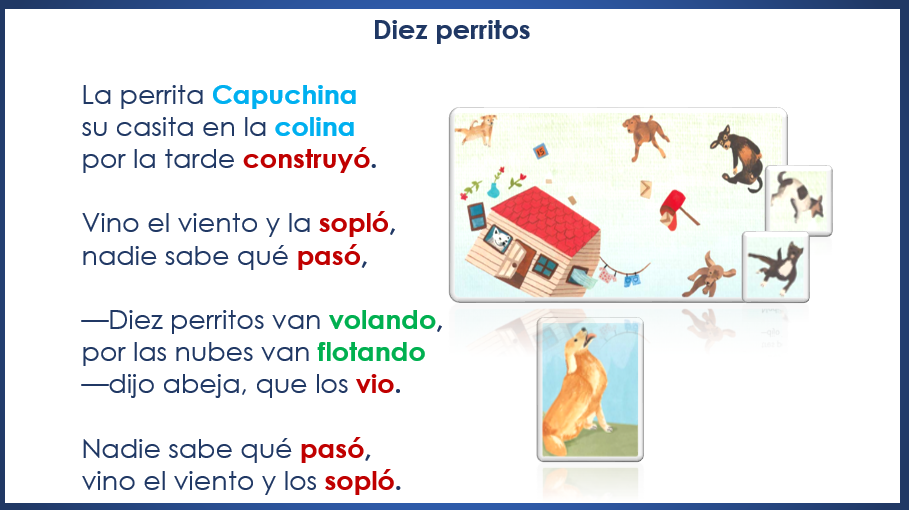 Diez perritos
La perrita Capuchina
su casita en la colina
por la tarde construyó.
Vino el viento y la sopló,
nadie sabe qué pasó,
—Diez perritos van volando,
por las nubes van flotando
—dijo abeja, que los vio.
Nadie sabe qué pasó,
vino el viento y los sopló.